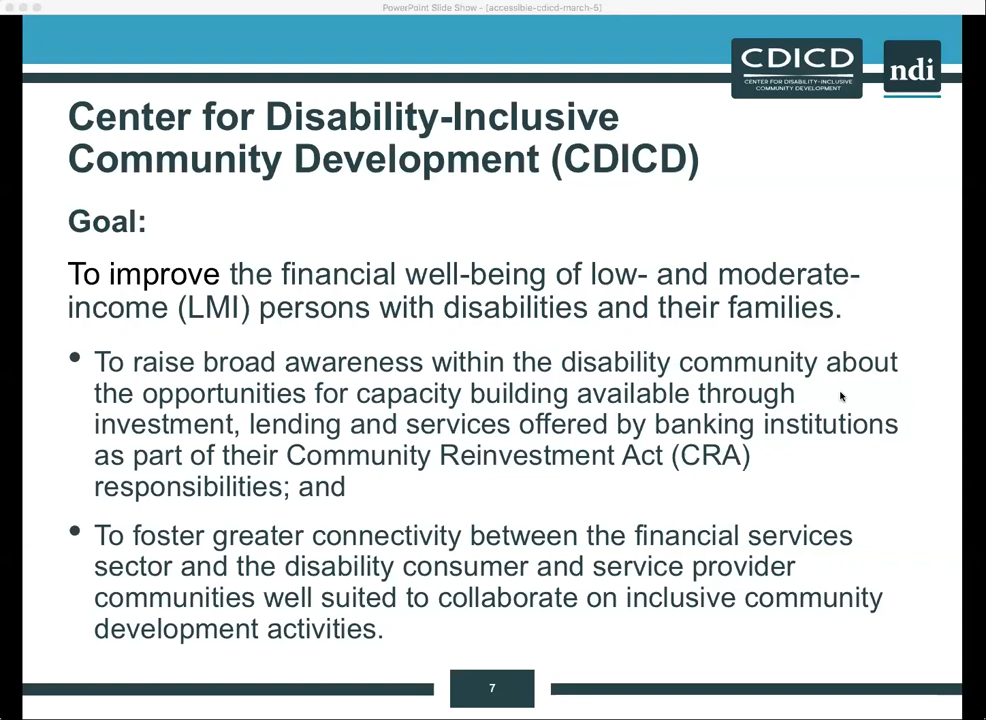 PowerPoint Slide Show - [accessible-cdicd-march-5]
CDICD
CENTER FOR DISABILITY-INCLUSIVE
COMMUNITY DEVELOPMENT
ndi
Center for Disability-Inclusive
Community Development (CDICD)
Goal:
To improve the financial well-being of low- and moderate-
income (LMI) persons with disabilities and their families.
• To raise broad awareness within the disability community about
the opportunities for capacity building available through
investment, lending and services offered by banking institutions
as part of their Community Reinvestment Act (CRA)
responsibilities; and
• To foster greater connectivity between the financial services
sector and the disability consumer and service provider
communities well suited to collaborate on inclusive community
development activities.
7